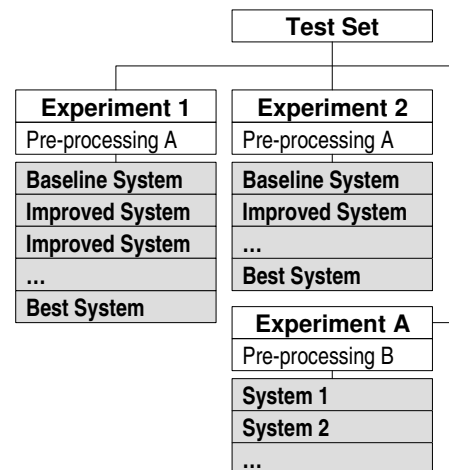 Test Set
Experiment 1
Pre-processing A
Baseline System
Improved System
Improved System
...
Best System
Experiment 2
Pre-processing A
Baseline System
Improved System
...
Best System
Experiment A
Pre-processing B
System 1
System 2
...